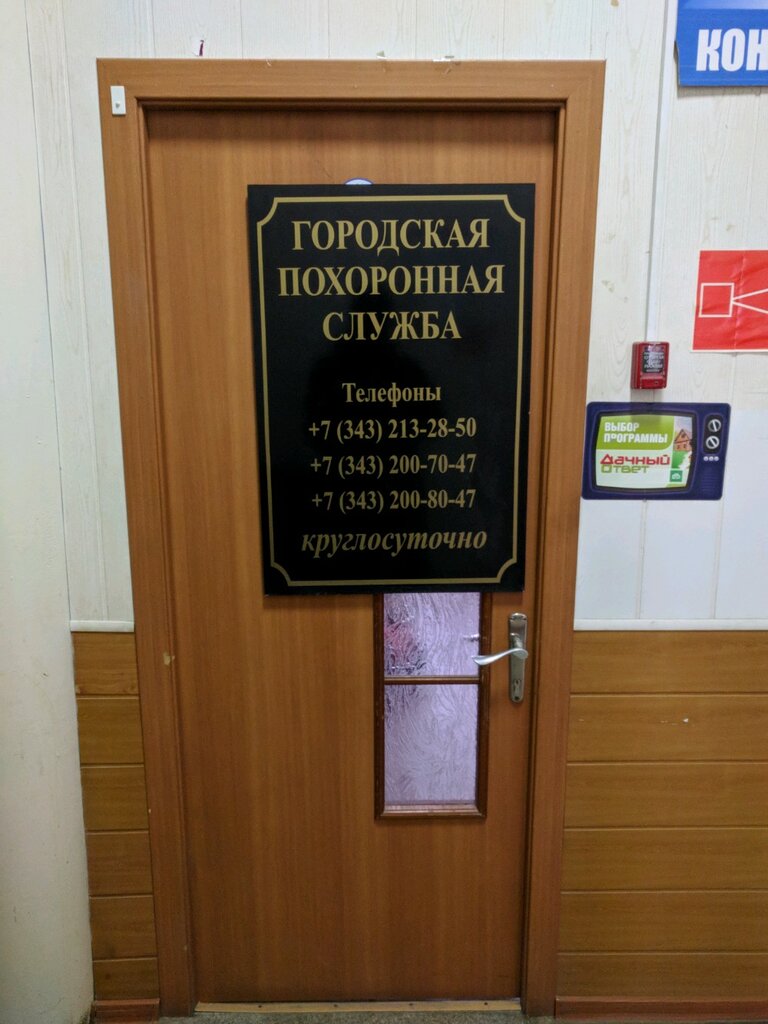 КОН
ГОРОДСКАЯ
ПОХОРОННАЯ
СЛУЖБА
Телефоны
+7 (343) 213-28-50
+7 (343) 200-70-47
+7 (343) 200-80-47
круглосуточно
ВЫБОР
ПРОГРАММЫ
Дачный
Ответ